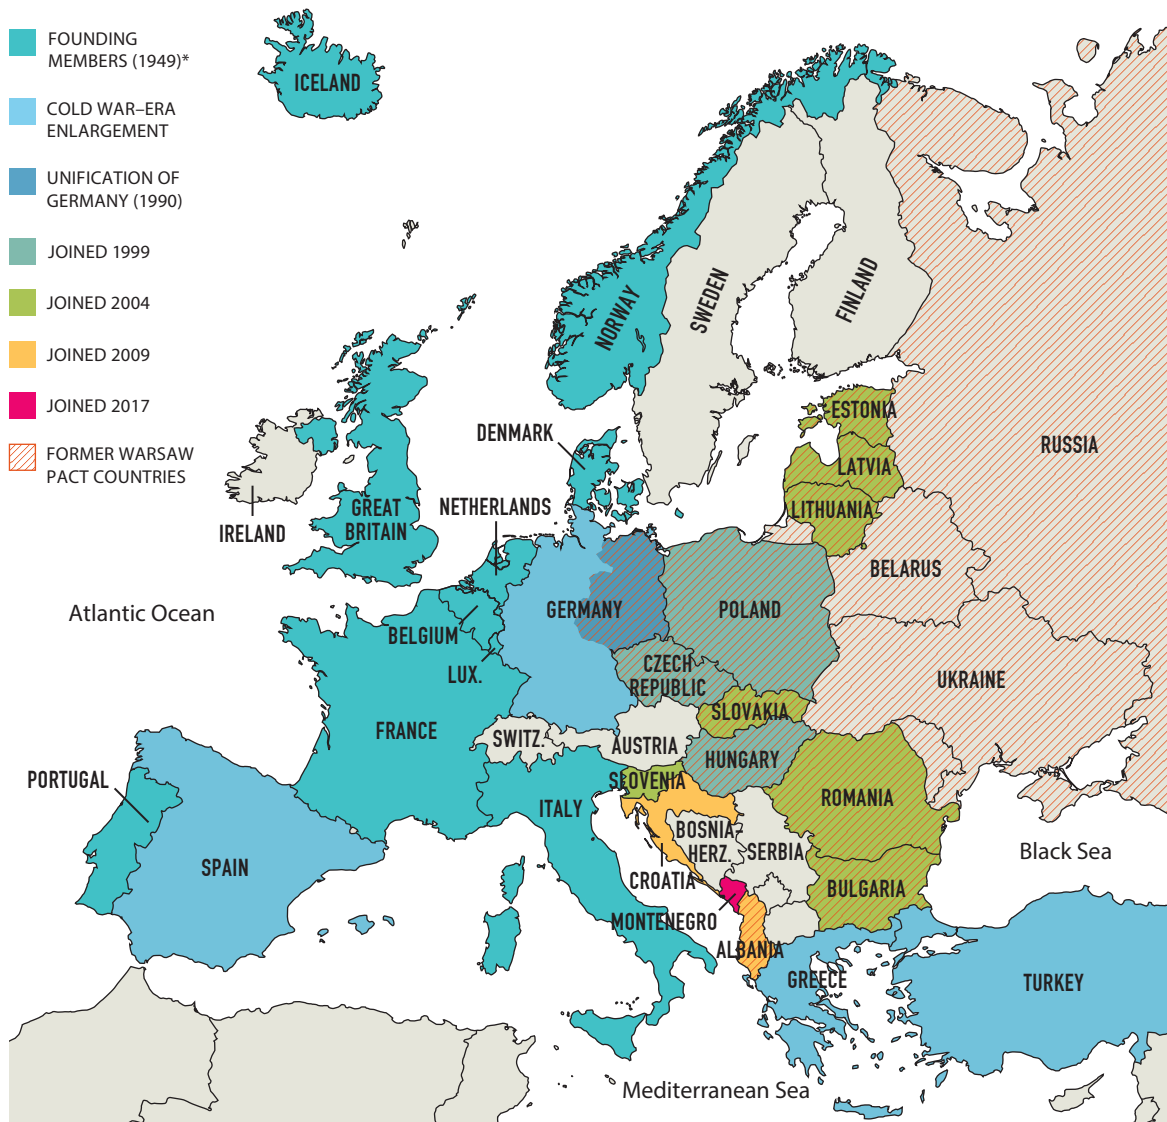 FOUNDING
MEMBERS (1949)*
COLD WAR–ERA
ENLARGEMENT
UNIFICATION OF
GERMANY (1990)
JOINED 1999
JOINED 2004
JOINED 2009
JOINED 2017
FORMER WARSAW
PACT COUNTRIES
ICELAND
NORWAY
SWEDEN
FINLAND
ESTONIA
RUSSIA
LATVIA
LITHUANIA
DENMARK
NETHERLANDS
IRELAND
GREAT
BRITAIN
BELARUS
Atlantic Ocean
BELGIUM
GERMANY
POLAND
LUX.
CZECH
REPUBLIC
UKRAINE
SLOVAKIA
FRANCE
SWITZ.
AUSTRIA
HUNGARY
PORTUGAL
SLOVENIA
ITALY
ROMANIA
SPAIN
BOSNIA-
HERZ.
SERBIA
Black Sea
CROATIA
BULGARIA
MONTENEGRO
ALBANIA
GREECE
TURKEY
Mediterranean Sea